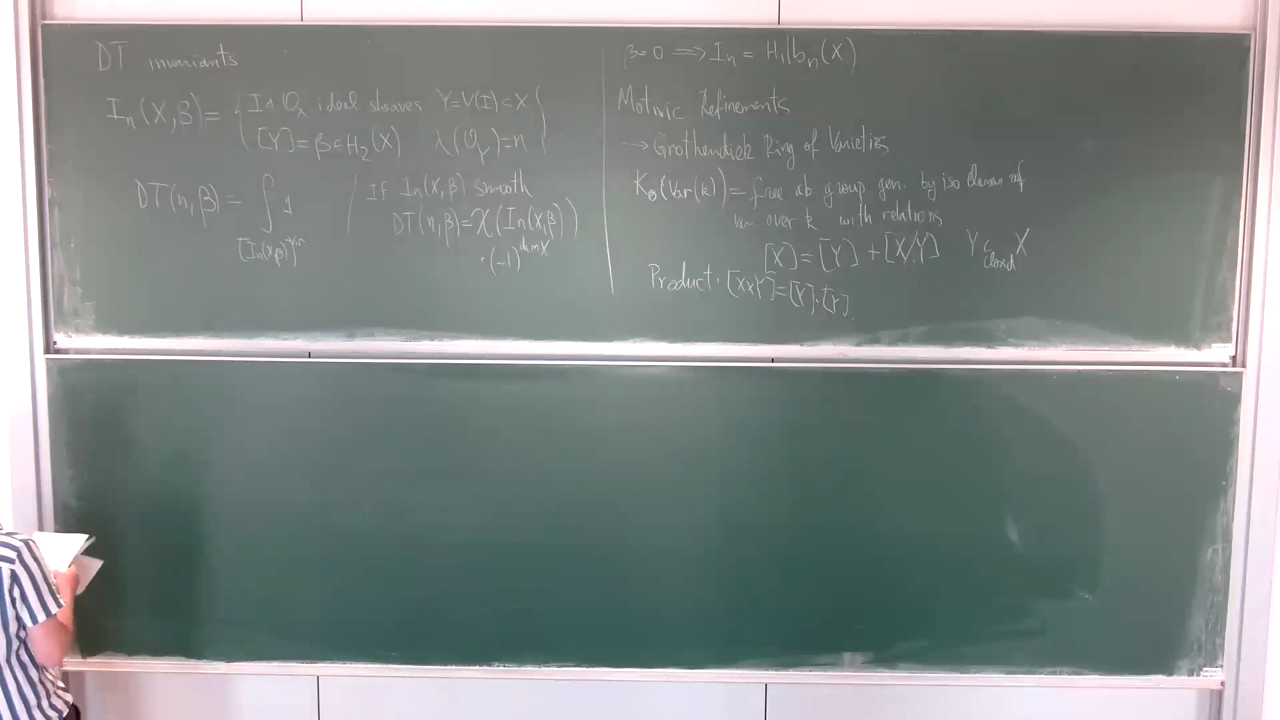 DT invariants
I_n(X,β) = { I ◁ O_X ideal sheaves Y=V(I) ⊂ X
[Y]=β∈H_2(X) λ(O_Y)=n }
DT(n,β) = ∫_{[I_n(X,β)]^{vir}} 1
If I_n(X,β) smooth
DT(n,β)=χ(I_n(X,β))
·(-1)^{dim X}
β=0 ⟹ I_n = Hilb_n(X)
Motivic Refinements
→ Grothendieck Ring of Varieties
K_0(Var(k)) = free ab group gen. by iso classes of
var over k with relations
[X] = [Y] + [X/Y] Y ⊂_{closed} X
Product · [X×Y]=[X].[Y].